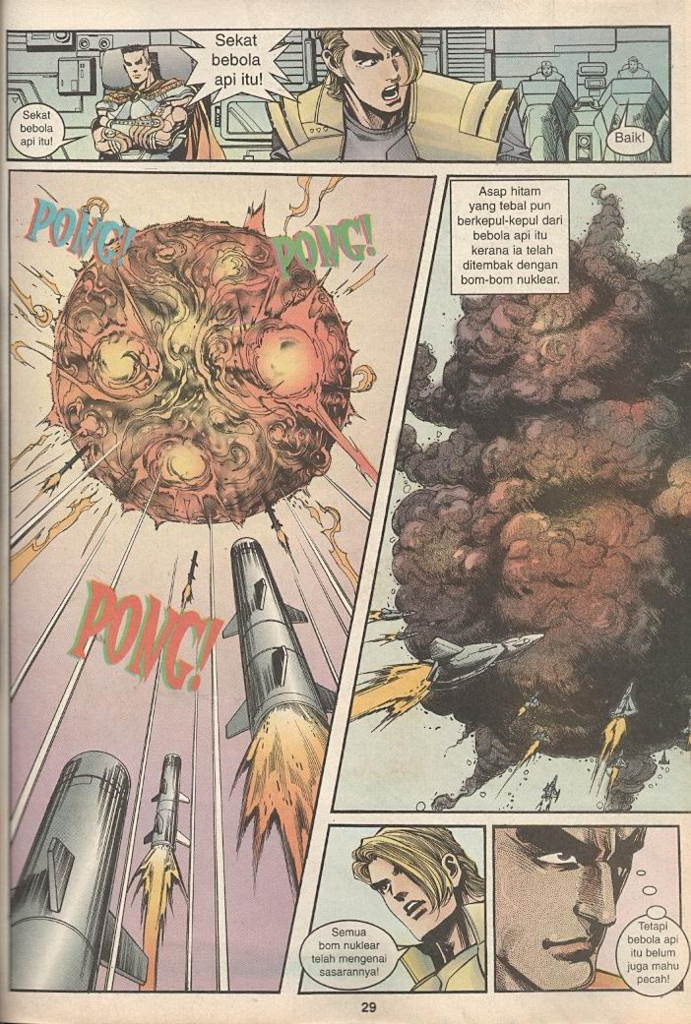 Sekat
bebola
api itu!
Sekat
bebola
api itu!
Baik!
PONG!
PONG!
PONG!
Asap hitam
yang tebal pun
berkepul-kepul dari
bebola api itu
kerana ia telah
ditembak dengan
bom-bom nuklear.
Semua
bom nuklear
telah mengenai
sasarannya!
Tetapi
bebola api
itu belum
juga mahu
pecah!
29